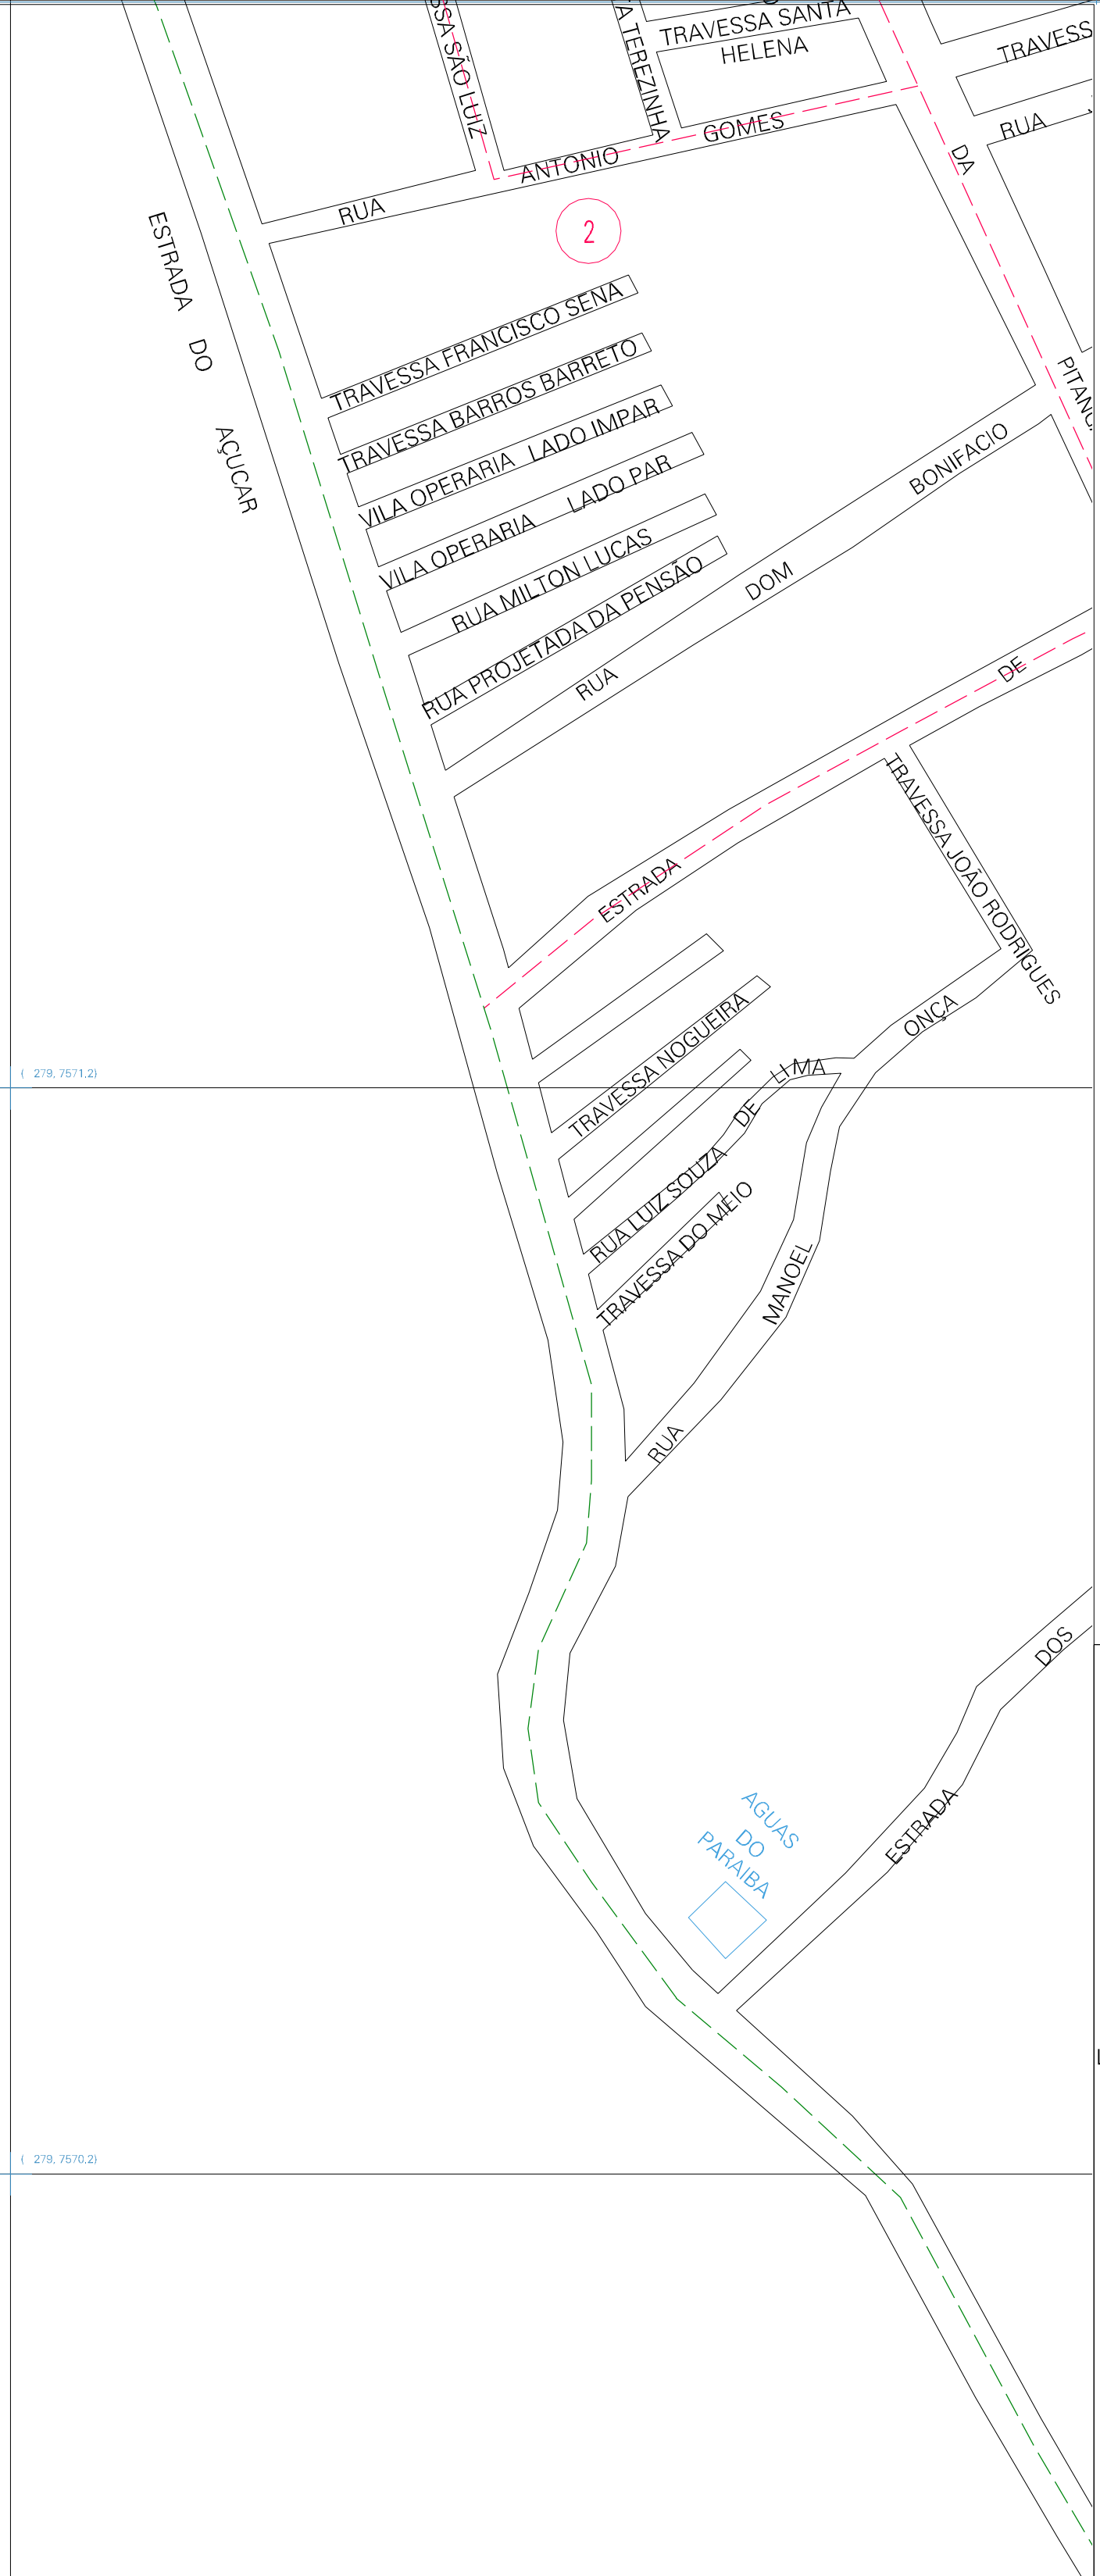 TRAVESSA SANTA
HELENA
SSA SÃO LUIZ
A TEREZINHA
TRAVESS
RUA
RUA ANTONIO GOMES
DA
PITANG
2
ESTRADA DO AÇUCAR
TRAVESSA FRANCISCO SENA
TRAVESSA BARROS BARRETO
VILA OPERARIA LADO IMPAR
VILA OPERARIA LADO PAR
RUA MILTON LUCAS
RUA PROJETADA DA PENSÃO
RUA DOM BONIFACIO
ESTRADA DE
TRAVESSA JOÃO RODRIGUES
TRAVESSA NOGUEIRA
( 279, 7571,2)
RUA LUIZ SOUZA DE LIMA
TRAVESSA DO MEIO
RUA MANOEL ONÇA
ESTRADA DOS
AGUAS
DO
PARAIBA
( 279, 7570,2)